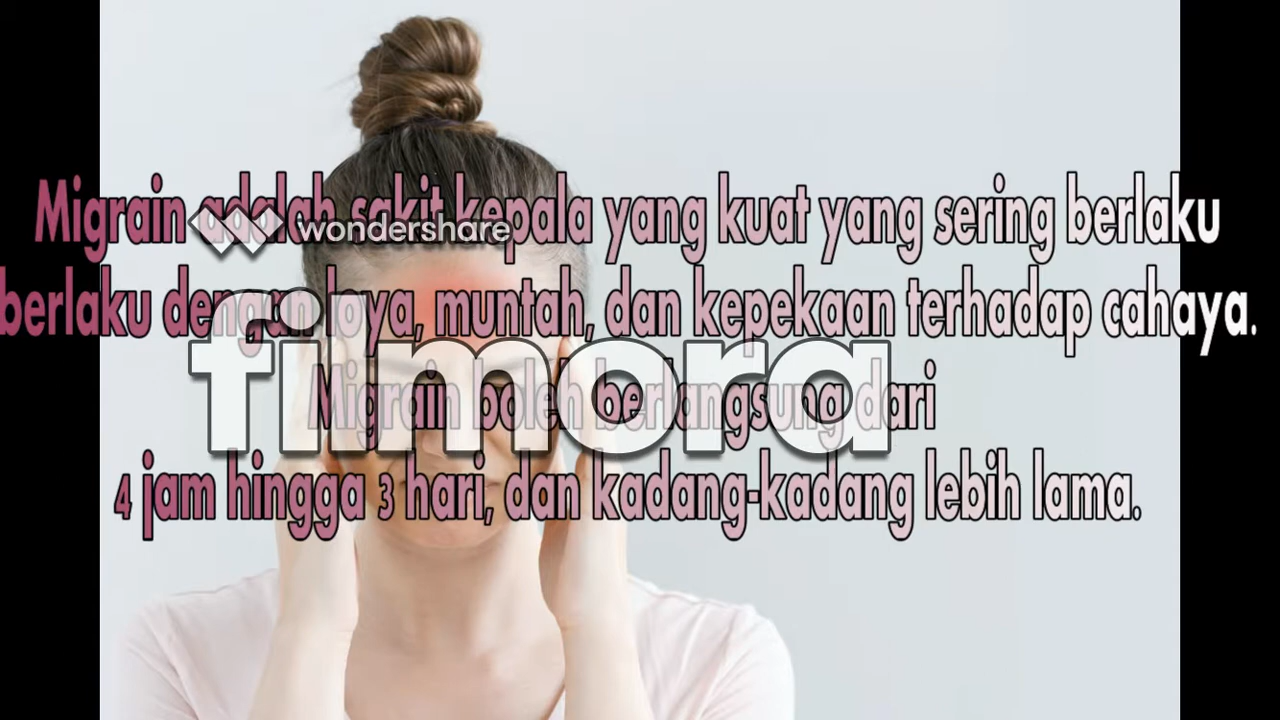 Migrain adalah sakit kepala yang kuat yang sering berlaku
wondershare
berlaku dengan loya, muntah, dan kepekaan terhadap cahaya.
filmora
Migrain boleh berlangsung dari
4 jam hingga 3 hari, dan kadang-kadang lebih lama.